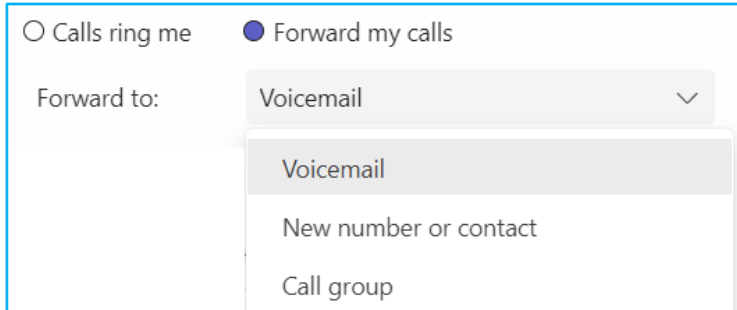 Calls ring me Forward my calls
Forward to: Voicemail
Voicemail
New number or contact
Call group